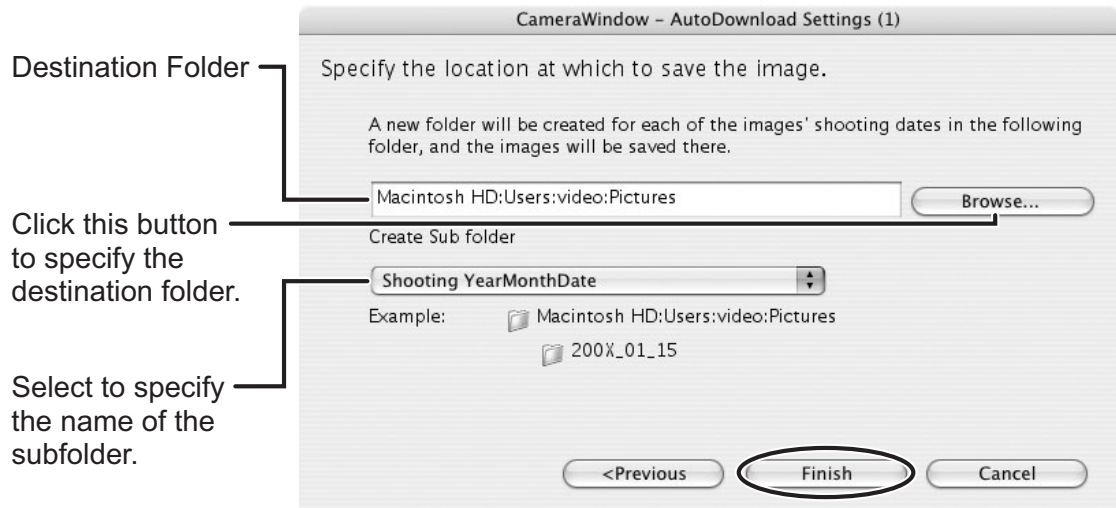 CameraWindow – AutoDownload Settings (1)
Destination Folder
Specify the location at which to save the image.
A new folder will be created for each of the images' shooting dates in the following
folder, and the images will be saved there.
Macintosh HD:Users:video:Pictures
Browse...
Click this button
to specify the
destination folder.
Create Sub folder
Shooting YearMonthDate
Example:
Macintosh HD:Users:video:Pictures
200X_01_15
Select to specify
the name of the
subfolder.
<Previous
Finish
Cancel